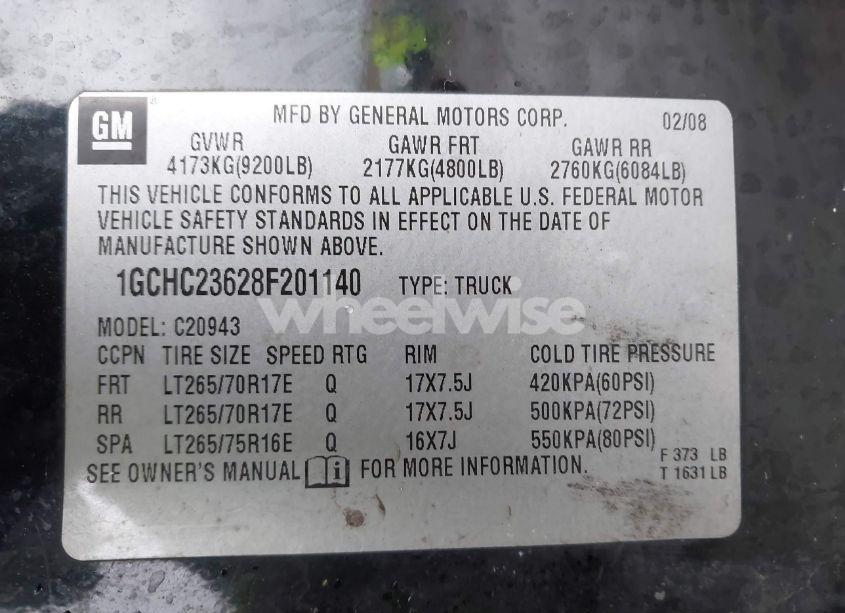 GM
MFD BY GENERAL MOTORS CORP. 02/08
GVWR GAWR FRT GAWR RR
4173KG(9200LB) 2177KG(4800LB) 2760KG(6084LB)
THIS VEHICLE CONFORMS TO ALL APPLICABLE U.S. FEDERAL MOTOR
VEHICLE SAFETY STANDARDS IN EFFECT ON THE DATE OF
MANUFACTURE SHOWN ABOVE.
1GCHC23628F201140 TYPE: TRUCK
wheelwise
MODEL: C20943
CCPN TIRE SIZE SPEED RTG RIM COLD TIRE PRESSURE
FRT LT265/70R17E Q 17X7.5J 420KPA(60PSI)
RR LT265/70R17E Q 17X7.5J 500KPA(72PSI)
SPA LT265/75R16E Q 16X7J 550KPA(80PSI)
F 373 LB
SEE OWNER'S MANUAL i FOR MORE INFORMATION. T 1631 LB